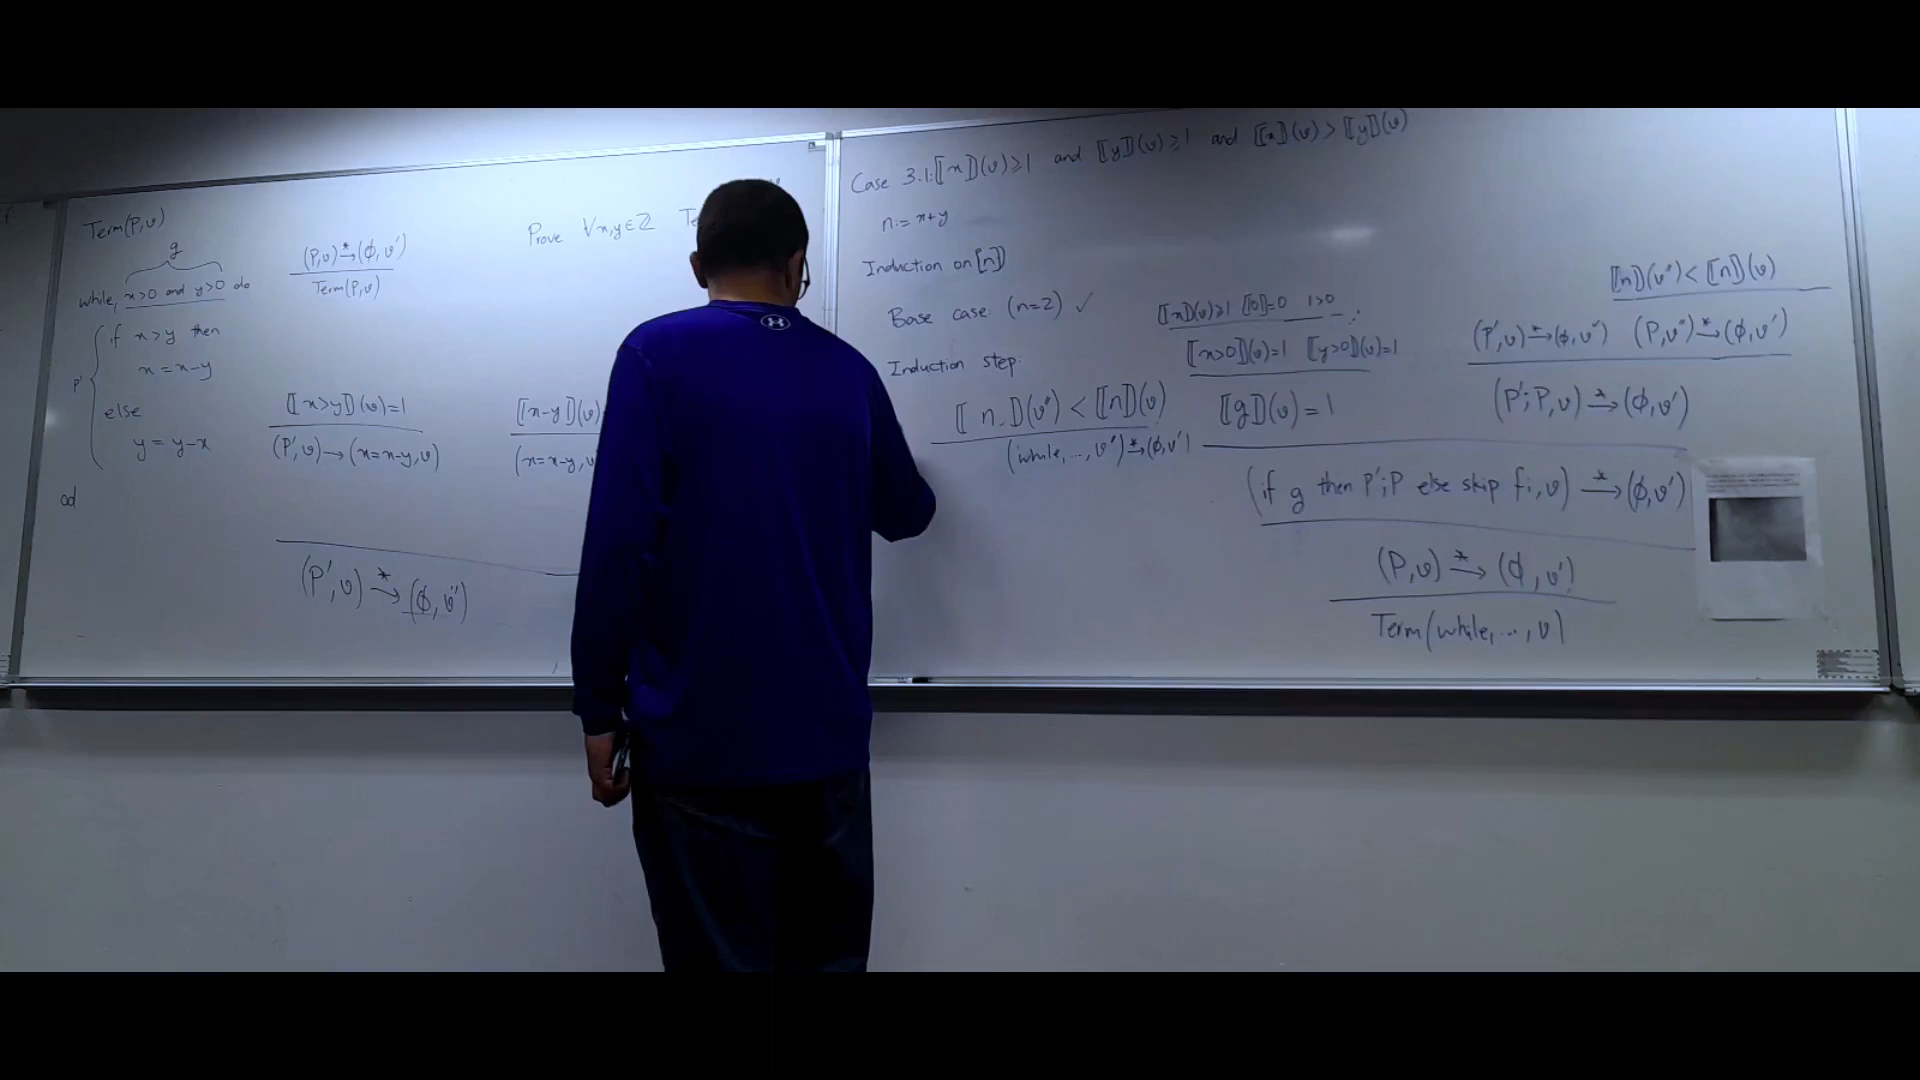 Term(P,v)
g
while, x>0 and y>0 do
P' { if x>y then
x = x-y
else
y = y-x
od
(P,v) →* (ϕ,v')
Term(P,v)
Prove ∀x,y∈ℤ
⟦x>y⟧(v)=1
(P',v) → (x=x-y,v)
⟦x-y⟧(v)
(x=x-y,v
(P',v) →* (ϕ,v'')
Case 3.1: ⟦x⟧(v)≥1 and ⟦y⟧(v)≥1 and ⟦x⟧(v) > ⟦y⟧(v)
n:= x+y
Induction on ⟦n⟧
Base case: (n=2) ✓
Induction step:
⟦n⟧(v'') < ⟦n⟧(v)
(while,...,v'') →* (ϕ,v')
⟦x⟧(v)≥1 ⟦0⟧=0 1>0
⟦x>0⟧(v)=1 ⟦y>0⟧(v)=1
⟦g⟧(v)=1
⟦n⟧(v'') < ⟦n⟧(v)
(P',v) →* (ϕ,v'') (P,v'') →* (ϕ,v')
(P';P,v) →* (ϕ,v')
(if g then P';P else skip fi,v) →* (ϕ,v')
(P,v) →* (ϕ,v')
Term(while,...,v)